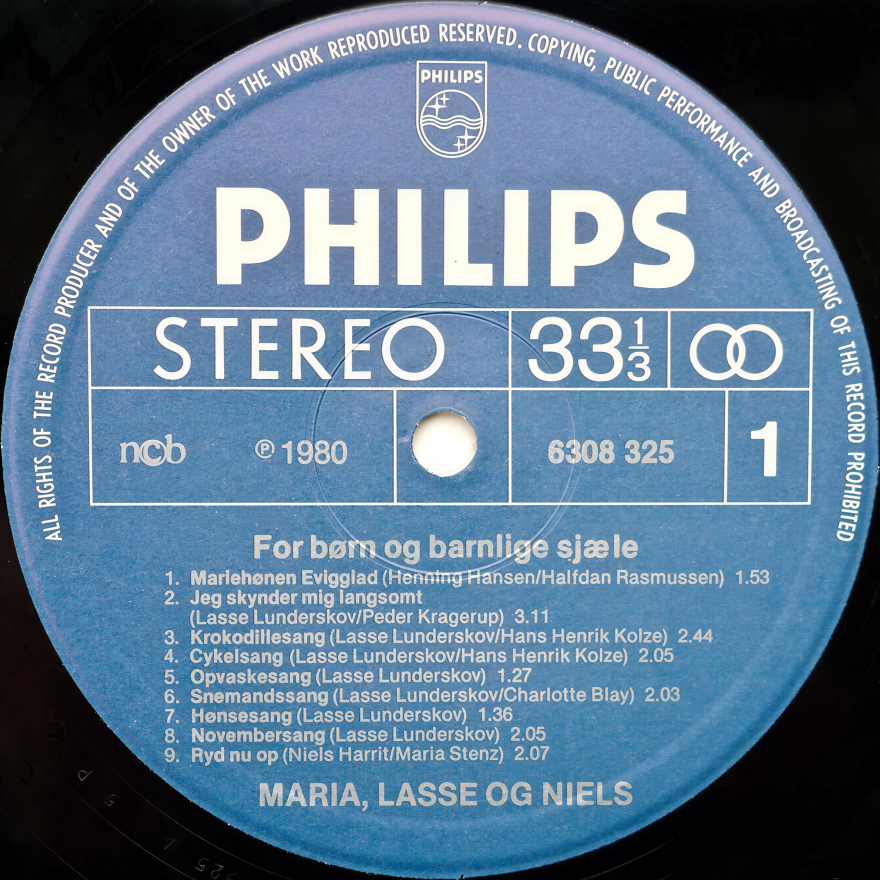 ALL RIGHTS OF THE RECORD PRODUCER AND OF THE OWNER OF THE WORK REPRODUCED RESERVED. COPYING, PUBLIC PERFORMANCE AND BROADCASTING OF THIS RECORD PROHIBITED
PHILIPS
PHILIPS
STEREO 33 1/3
ncb ℗ 1980 6308 325 1
For børn og barnlige sjæle
1. Mariehønen Evigglad (Henning Hansen/Halfdan Rasmussen) 1.53
2. Jeg skynder mig langsomt
(Lasse Lunderskov/Peder Kragerup) 3.11
3. Krokodillesang (Lasse Lunderskov/Hans Henrik Kolze) 2.44
4. Cykelsang (Lasse Lunderskov/Hans Henrik Kolze) 2.05
5. Opvaskesang (Lasse Lunderskov) 1.27
6. Snemandssang (Lasse Lunderskov/Charlotte Blay) 2.03
7. Hønsesang (Lasse Lunderskov) 1.36
8. Novembersang (Lasse Lunderskov) 2.05
9. Ryd nu op (Niels Harrit/Maria Stenz) 2.07
MARIA, LASSE OG NIELS